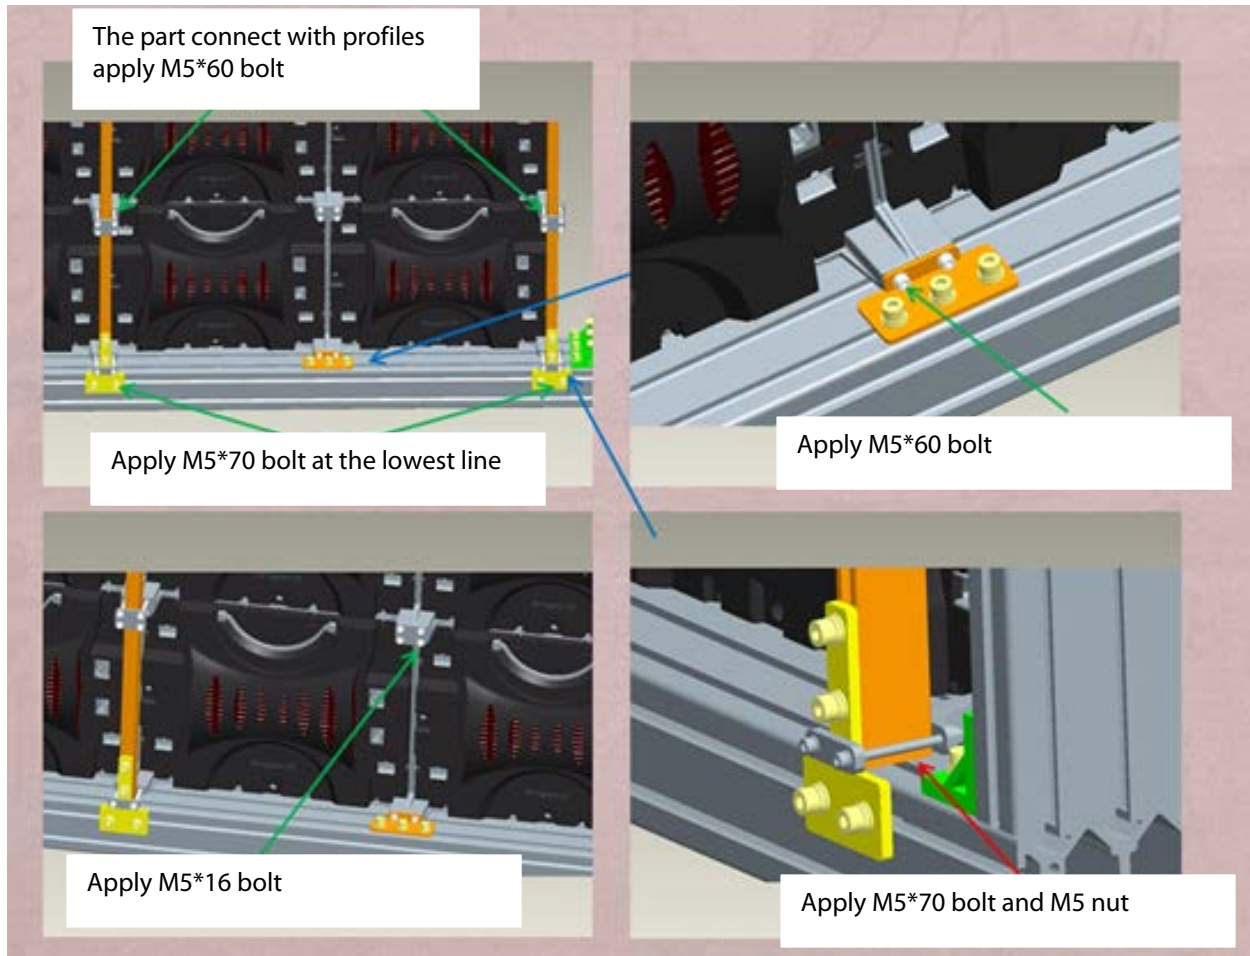 The part connect with profiles
apply M5*60 bolt
Apply M5*70 bolt at the lowest line
Apply M5*60 bolt
Apply M5*16 bolt
Apply M5*70 bolt and M5 nut